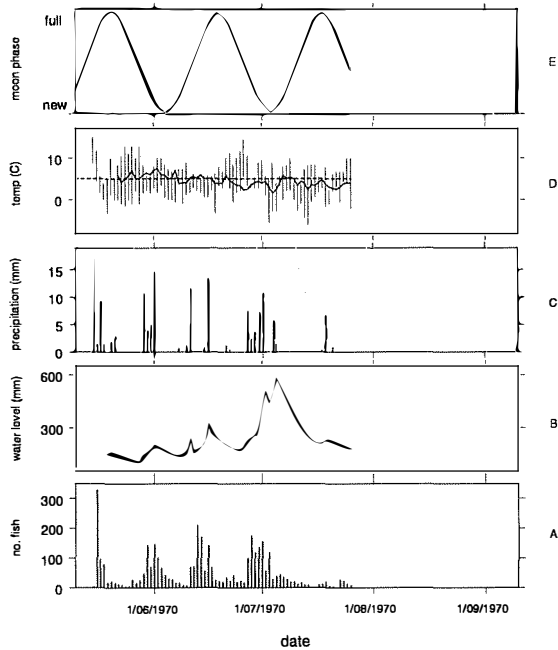 full
moon phase
new
E
10
temp (C)
0
D
15
precipitation (mm)
10
5
0
C
600
water level (mm)
300
B
300
no. fish
200
100
0
A
1/06/1970 1/07/1970 1/08/1970 1/09/1970
date